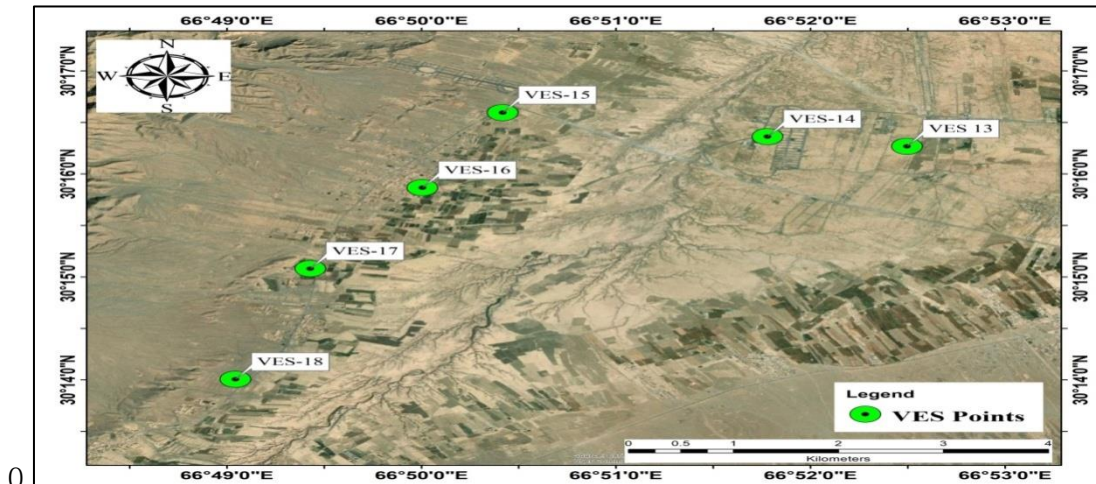 66°49'0"E 66°50'0"E 66°51'0"E 66°52'0"E 66°53'0"E
N
W E
S
30°17'0"N 30°17'0"N
VES-15
VES-14
VES 13
30°16'0"N 30°16'0"N
VES-16
VES-17
30°15'0"N 30°15'0"N
VES-18
30°14'0"N 30°14'0"N
Legend
VES Points
0 0.5 1 2 3 4
Kilometers
66°49'0"E 66°50'0"E 66°51'0"E 66°52'0"E 66°53'0"E
0